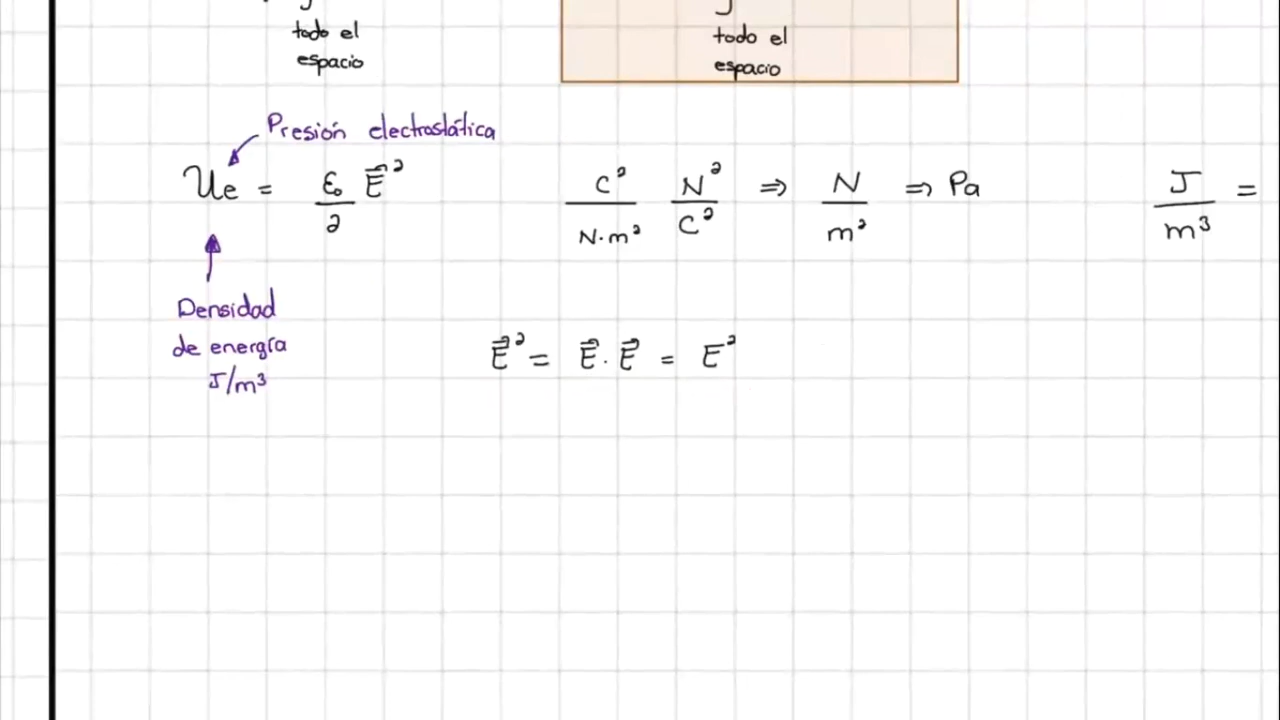 todo el
espacio
todo el
espacio
Presión electrostática
Ue = ε₀/2 E⃗²
C²/N·m² N²/C² ⇒ N/m² ⇒ Pa
J/m³ =
Densidad
de energía
J/m³
E⃗² = E⃗ · E⃗ = E²